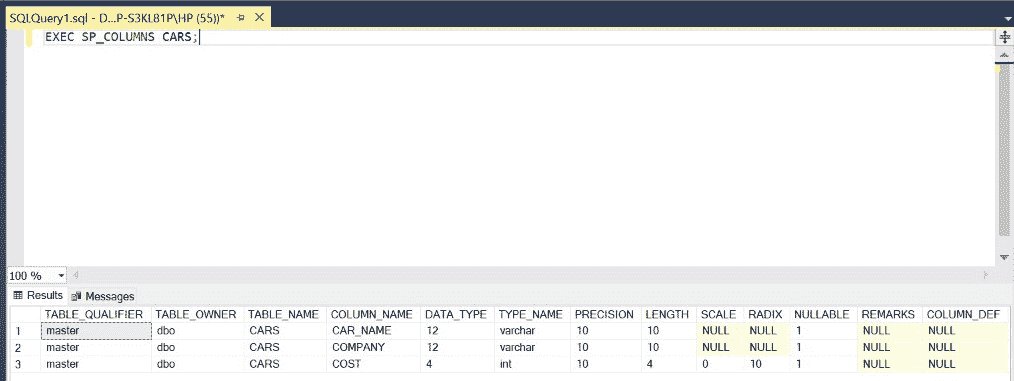 SQLQuery1.sql - D...P-S3KL81P\HP (55))*
EXEC SP_COLUMNS CARS;
100 %
Results Messages
TABLE_QUALIFIER TABLE_OWNER TABLE_NAME COLUMN_NAME DATA_TYPE TYPE_NAME PRECISION LENGTH SCALE RADIX NULLABLE REMARKS COLUMN_DEF
1 master dbo CARS CAR_NAME 12 varchar 10 10 NULL NULL 1 NULL NULL
2 master dbo CARS COMPANY 12 varchar 10 10 NULL NULL 1 NULL NULL
3 master dbo CARS COST 4 int 10 4 0 10 1 NULL NULL